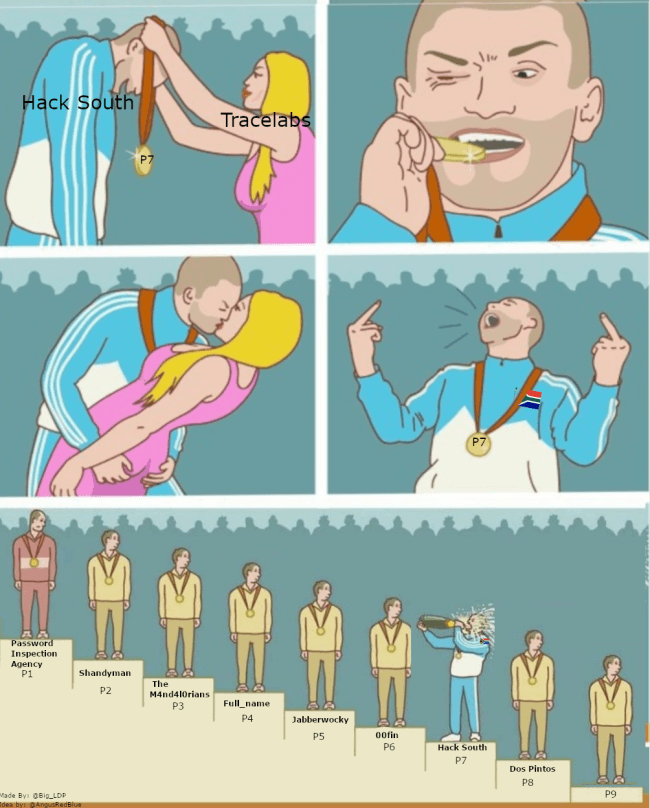 Hack South
Tracelabs
P7
P7
Password
Inspection
Agency
P1
Shandyman
P2
The
M4nd4l0rians
P3
Full_name
P4
Jabberwocky
P5
00fin
P6
Hack South
P7
Dos Pintos
P8
P9
Made By: @Big_LDP
Idea by: @AngusRedBlue